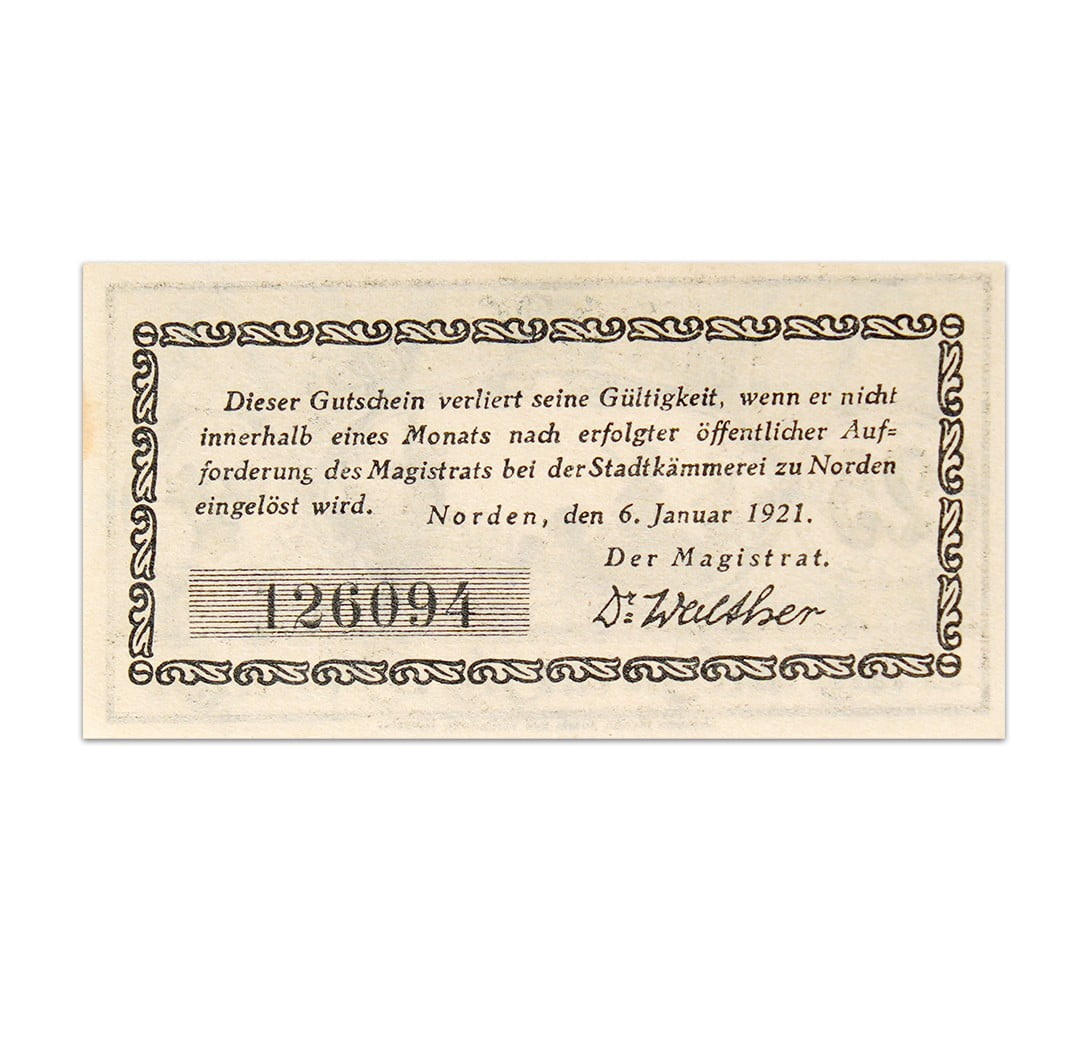 Dieser Gutschein verliert seine Gültigkeit, wenn er nicht
innerhalb eines Monats nach erfolgter öffentlicher Auf=
forderung des Magistrats bei der Stadtkämmerei zu Norden
eingelöst wird.
Norden, den 6. Januar 1921.
Der Magistrat.
126094
Dr. Walther